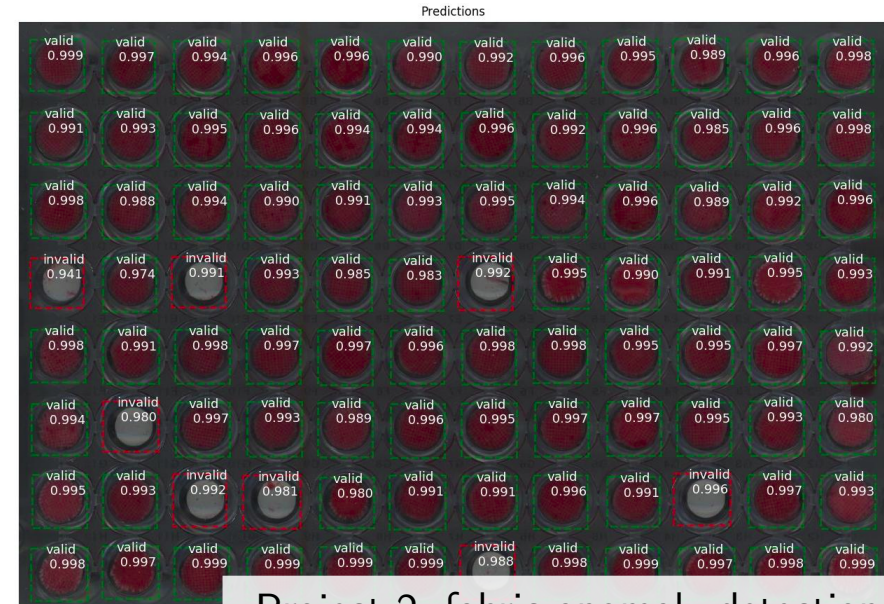 Predictions
valid valid valid valid valid valid valid valid valid valid valid valid
0.999 0.997 0.994 0.996 0.996 0.990 0.992 0.996 0.995 0.989 0.996 0.998
valid valid valid valid valid valid valid valid valid valid valid valid
0.991 0.993 0.995 0.996 0.994 0.994 0.996 0.992 0.996 0.985 0.996 0.998
valid valid valid valid valid valid valid valid valid valid valid valid
0.998 0.988 0.994 0.990 0.991 0.993 0.995 0.994 0.996 0.989 0.992 0.996
invalid valid invalid valid valid valid invalid valid valid valid valid valid
0.941 0.974 0.991 0.993 0.985 0.983 0.992 0.995 0.990 0.991 0.995 0.993
valid valid valid valid valid valid valid valid valid valid valid valid
0.998 0.991 0.998 0.997 0.997 0.996 0.998 0.998 0.995 0.995 0.997 0.992
valid invalid valid valid valid valid valid valid valid valid valid valid
0.994 0.980 0.997 0.993 0.989 0.996 0.995 0.997 0.997 0.995 0.993 0.980
valid valid invalid invalid valid valid valid valid valid invalid valid valid
0.995 0.993 0.992 0.981 0.980 0.991 0.991 0.996 0.991 0.996 0.997 0.993
valid valid valid valid valid valid invalid valid valid valid valid valid
0.998 0.997 0.999 0.999 0.999 0.999 0.988 0.998 0.999 0.997 0.998 0.999